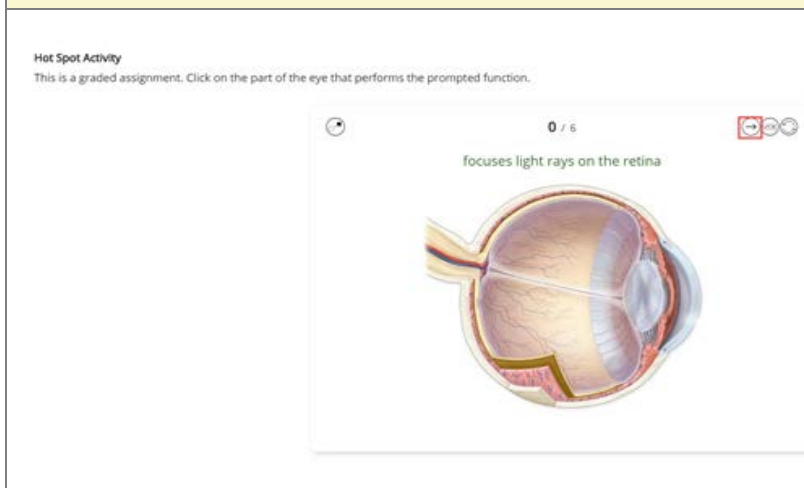 Hot Spot Activity
This is a graded assignment. Click on the part of the eye that performs the prompted function.
0 / 6
focuses light rays on the retina